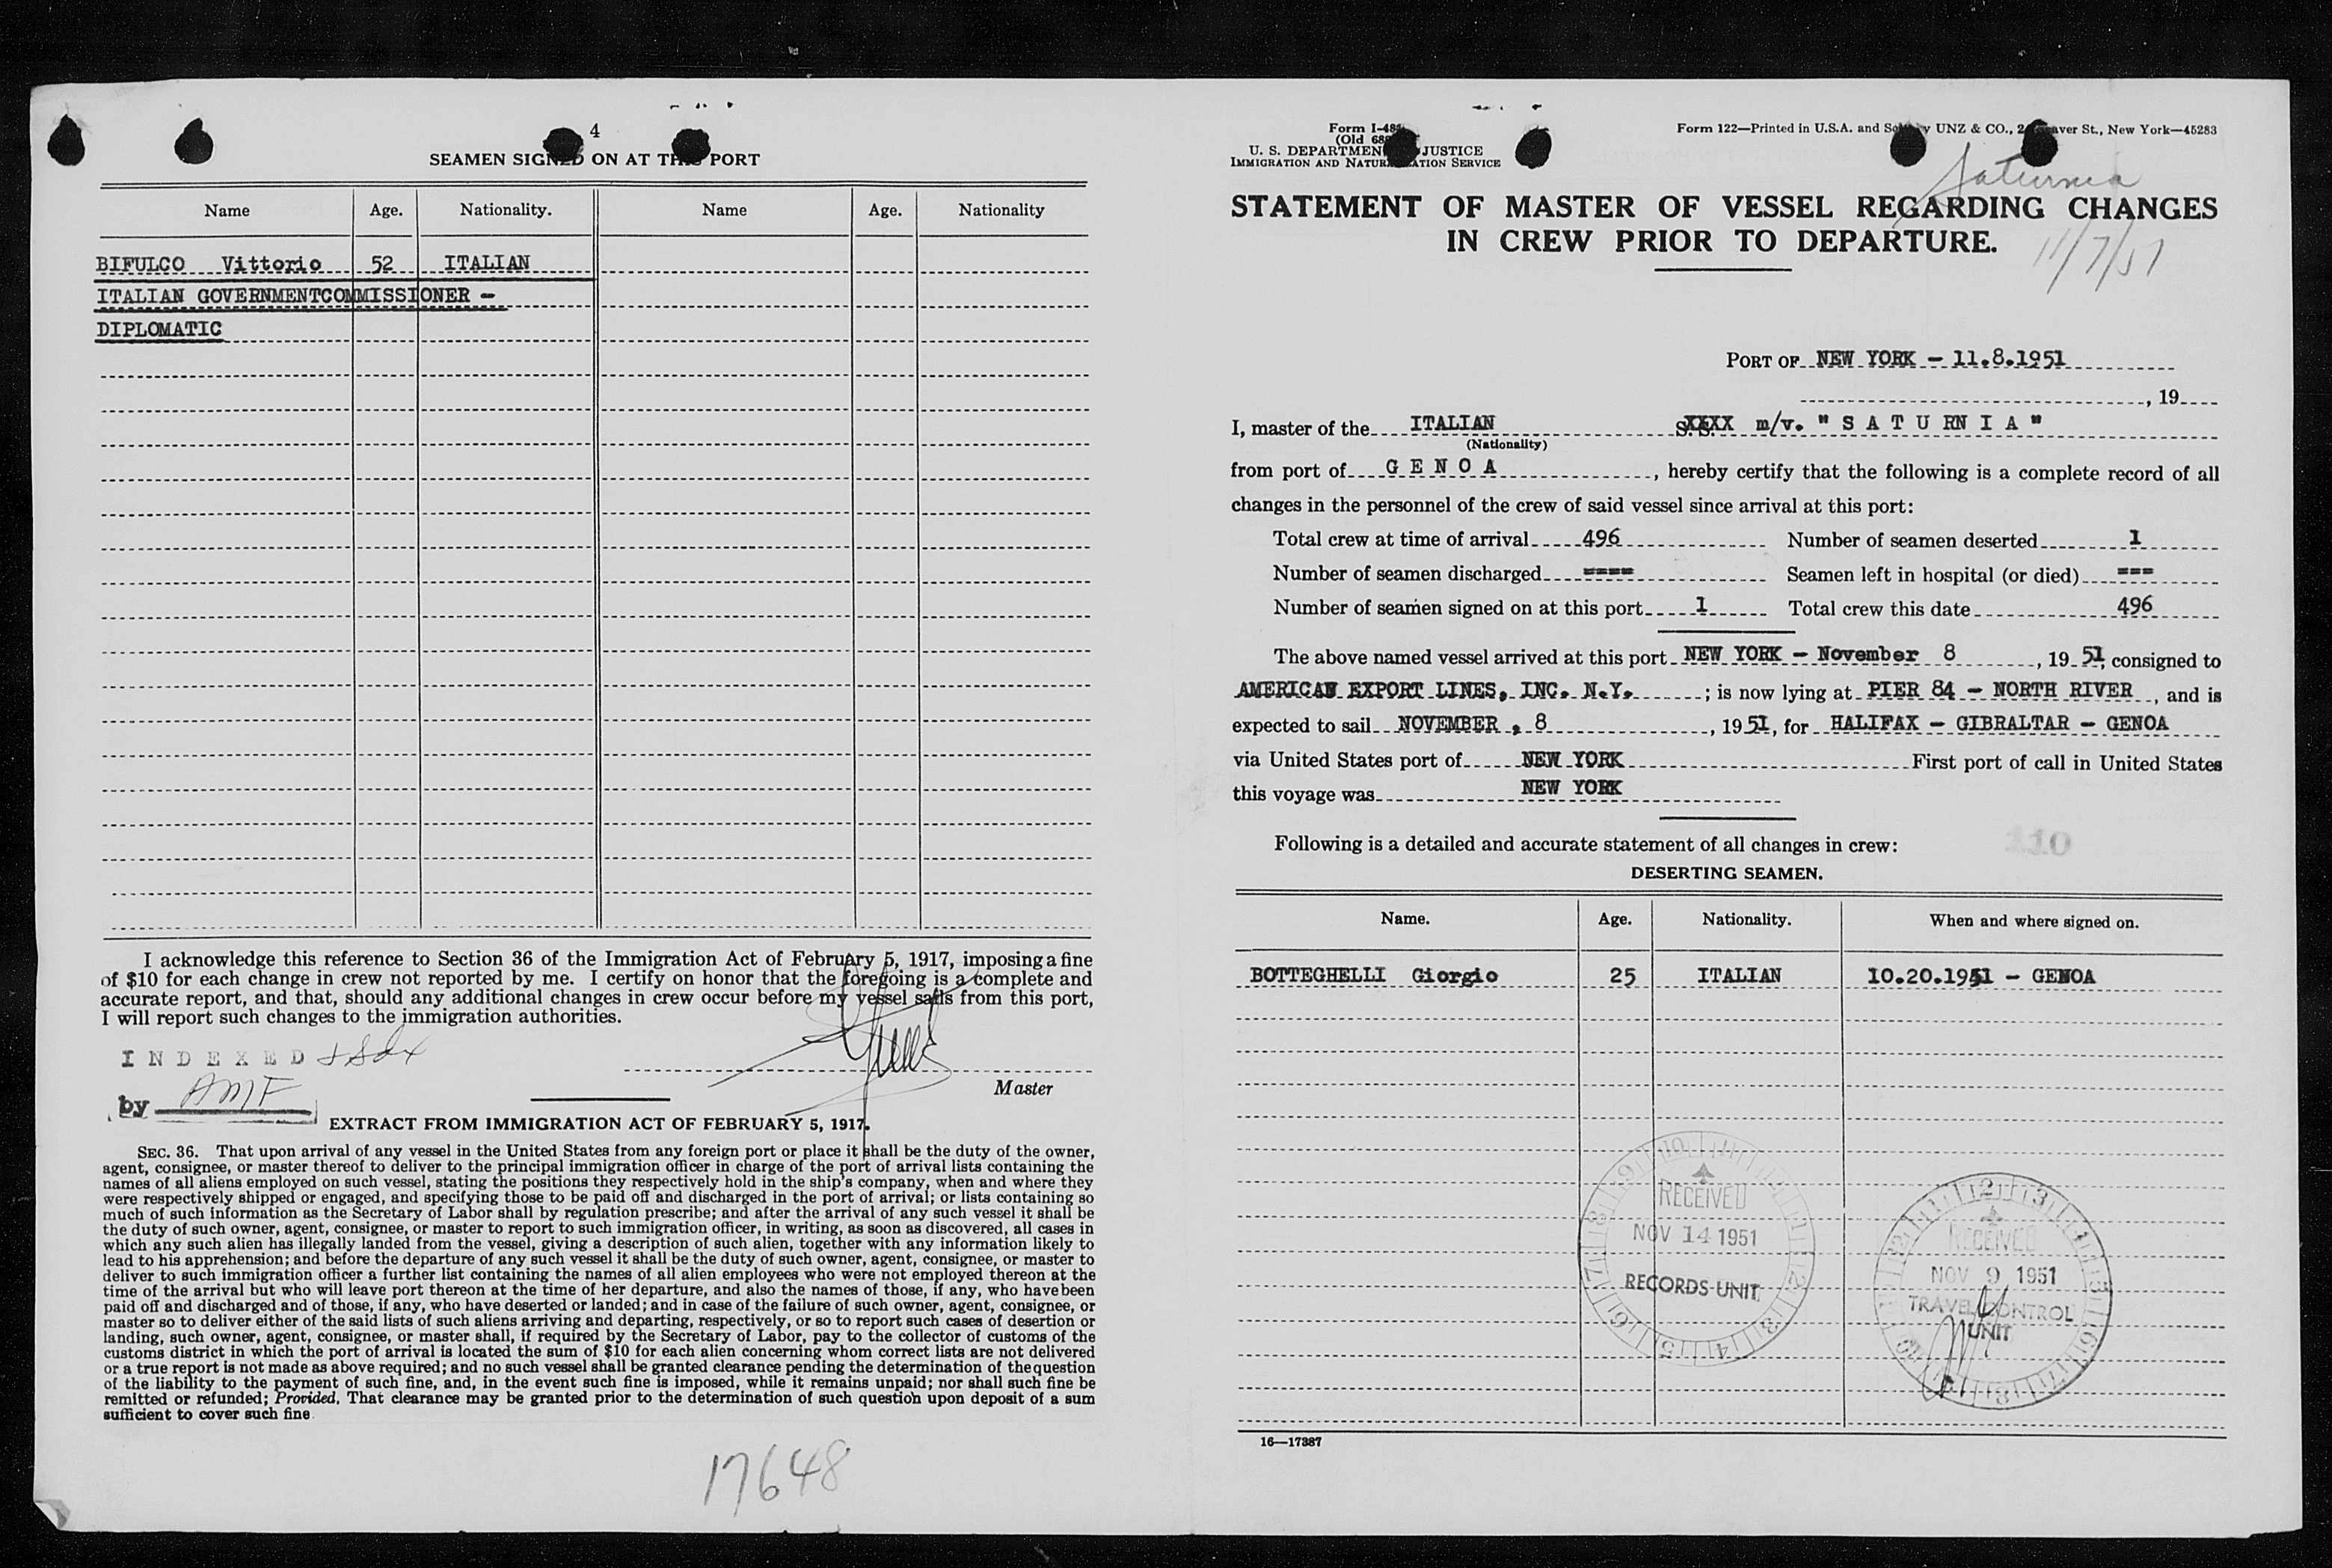 4
SEAMEN SIGNED ON AT THIS PORT
Name Age. Nationality. Name Age. Nationality
BIFULCO Vittorio 52 ITALIAN
ITALIAN GOVERNMENTCOMMISSIONER -
DIPLOMATIC
I acknowledge this reference to Section 36 of the Immigration Act of February 5, 1917, imposing a fine
of $10 for each change in crew not reported by me. I certify on honor that the foregoing is a complete and
accurate report, and that, should any additional changes in crew occur before my vessel sails from this port,
I will report such changes to the immigration authorities.
INDEXED
by AMF
Master
EXTRACT FROM IMMIGRATION ACT OF FEBRUARY 5, 1917.
SEC. 36. That upon arrival of any vessel in the United States from any foreign port or place it shall be the duty of the owner,
agent, consignee, or master thereof to deliver to the principal immigration officer in charge of the port of arrival lists containing the
names of all aliens employed on such vessel, stating the positions they respectively hold in the ship's company, when and where they
were respectively shipped or engaged, and specifying those to be paid off and discharged in the port of arrival; or lists containing so
much of such information as the Secretary of Labor shall by regulation prescribe; and after the arrival of any such vessel it shall be
the duty of such owner, agent, consignee, or master to report to such immigration officer, in writing, as soon as discovered, all cases in
which any such alien has illegally landed from the vessel, giving a description of such alien, together with any information likely to
lead to his apprehension; and before the departure of any such vessel it shall be the duty of such owner, agent, consignee, or master to
deliver to such immigration officer a further list containing the names of all alien employees who were not employed thereon at the
time of the arrival but who will leave port thereon at the time of her departure, and also the names of those, if any, who have been
paid off and discharged and of those, if any, who have deserted or landed; and in case of the failure of such owner, agent, consignee, or
master so to deliver either of the said lists of such aliens arriving and departing, respectively, or so to report such cases of desertion or
landing, such owner, agent, consignee, or master shall, if required by the Secretary of Labor, pay to the collector of customs of the
customs district in which the port of arrival is located the sum of $10 for each alien concerning whom correct lists are not delivered
or a true report is not made as above required; and no such vessel shall be granted clearance pending the determination of the question
of the liability to the payment of such fine, and, in the event such fine is imposed, while it remains unpaid; nor shall such fine be
remitted or refunded; Provided, That clearance may be granted prior to the determination of such question upon deposit of a sum
sufficient to cover such fine
17648
Form I-48
(Old 68
U. S. DEPARTMENT JUSTICE
IMMIGRATION AND NATURALIZATION SERVICE
Form 122—Printed in U.S.A. and Sold by UNZ & CO., 2 Beaver St., New York—45283
Saturnia
STATEMENT OF MASTER OF VESSEL REGARDING CHANGES
IN CREW PRIOR TO DEPARTURE.
11/7/51
PORT OF NEW YORK - 11.8.1951
, 19
I, master of the ITALIAN S.S. XXXX m/v. " S A T U R N I A "
(Nationality)
from port of G E N O A , hereby certify that the following is a complete record of all
changes in the personnel of the crew of said vessel since arrival at this port:
Total crew at time of arrival 496 Number of seamen deserted 1
Number of seamen discharged ---- Seamen left in hospital (or died) ---
Number of seamen signed on at this port 1 Total crew this date 496
The above named vessel arrived at this port NEW YORK - November 8 , 19 51, consigned to
AMERICAN EXPORT LINES, INC. N.Y. ; is now lying at PIER 84 - NORTH RIVER , and is
expected to sail NOVEMBER , 8 , 19 51, for HALIFAX - GIBRALTAR - GENOA
via United States port of NEW YORK First port of call in United States
this voyage was NEW YORK
Following is a detailed and accurate statement of all changes in crew:
110
DESERTING SEAMEN.
Name. Age. Nationality. When and where signed on.
BOTTEGHELLI Giorgio 25 ITALIAN 10.20.1951 - GENOA
RECEIVED
NOV 14 1951
RECORDS UNIT
RECEIVED
NOV 9 1951
TRAVEL CONTROL
UNIT
16—17387